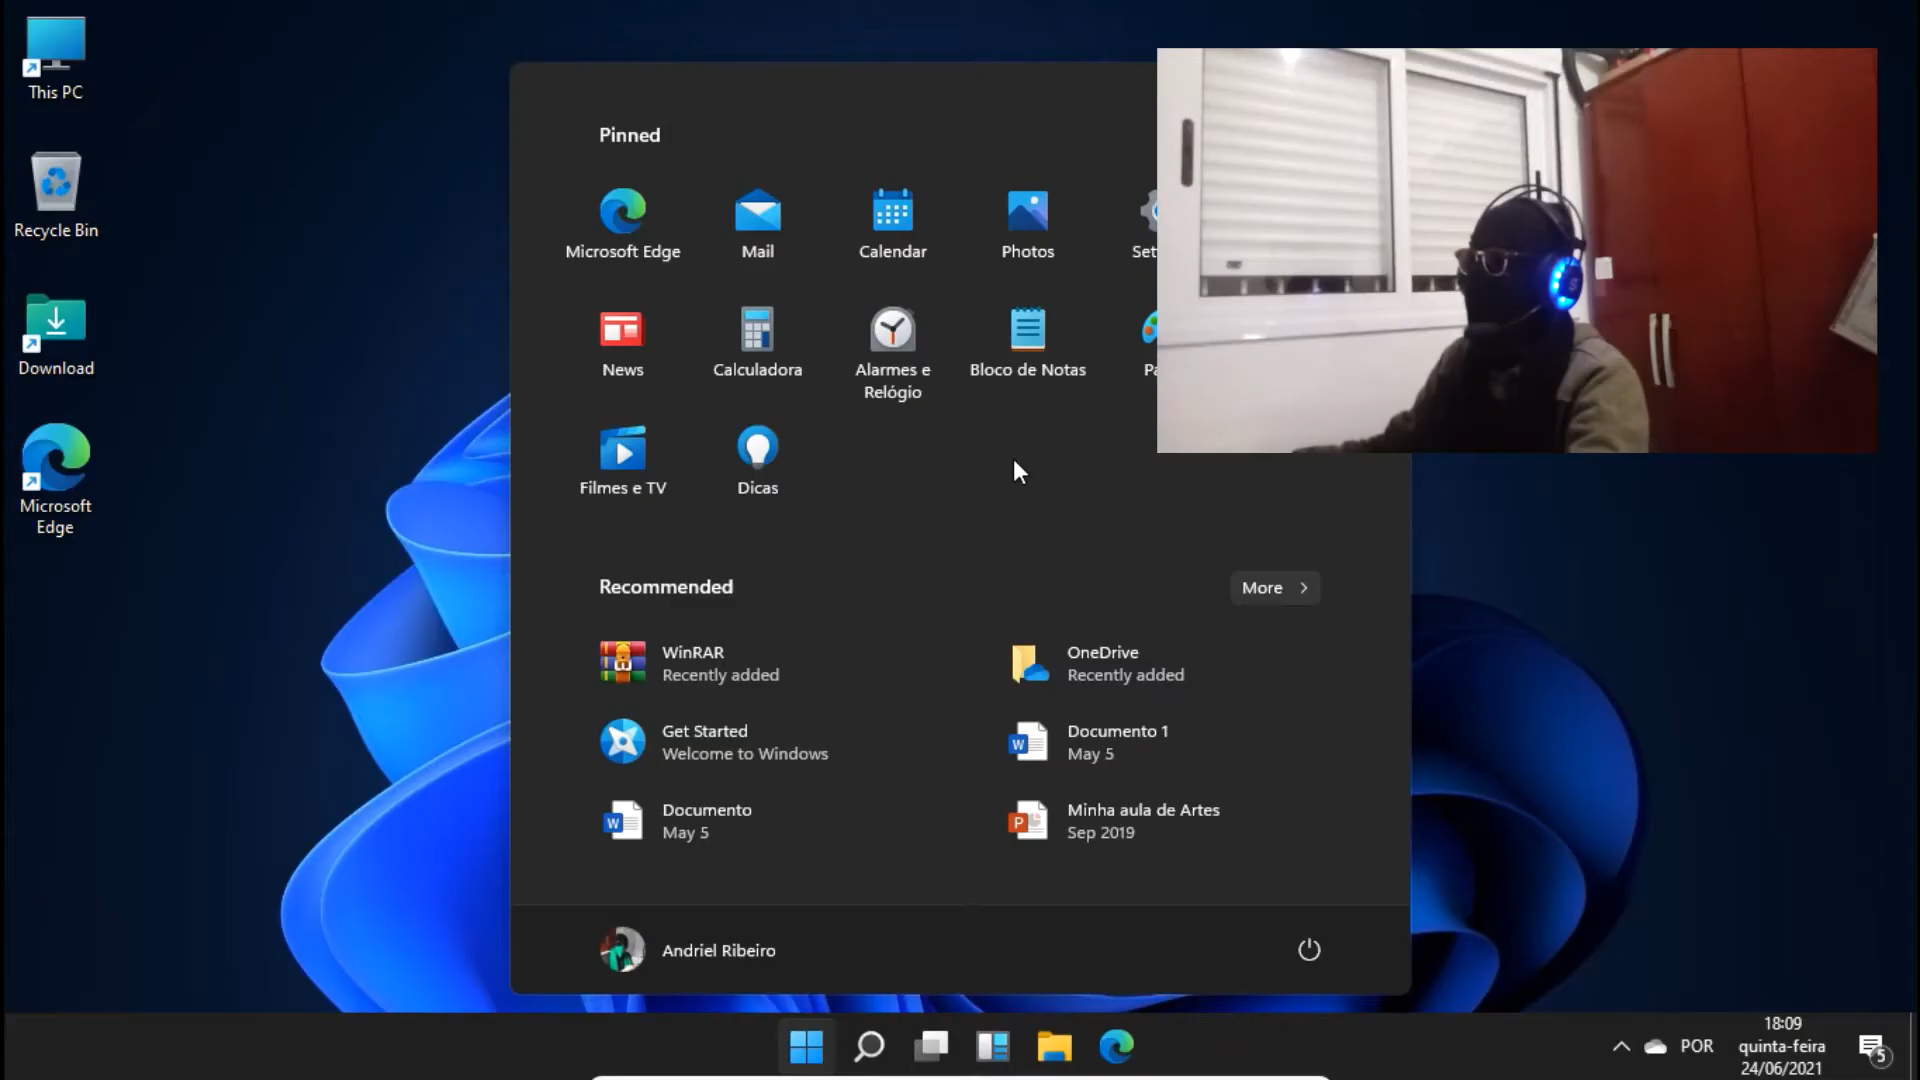 This PC
Recycle Bin
Download
Microsoft
Edge
Pinned
Microsoft Edge
Mail
Calendar
Photos
Set
News
Calculadora
Alarmes e
Relógio
Bloco de Notas
Pa
Filmes e TV
Dicas
Recommended
More
WinRAR
Recently added
OneDrive
Recently added
Get Started
Welcome to Windows
Documento 1
May 5
Documento
May 5
Minha aula de Artes
Sep 2019
Andriel Ribeiro
POR
18:09
quinta-feira
24/06/2021
5